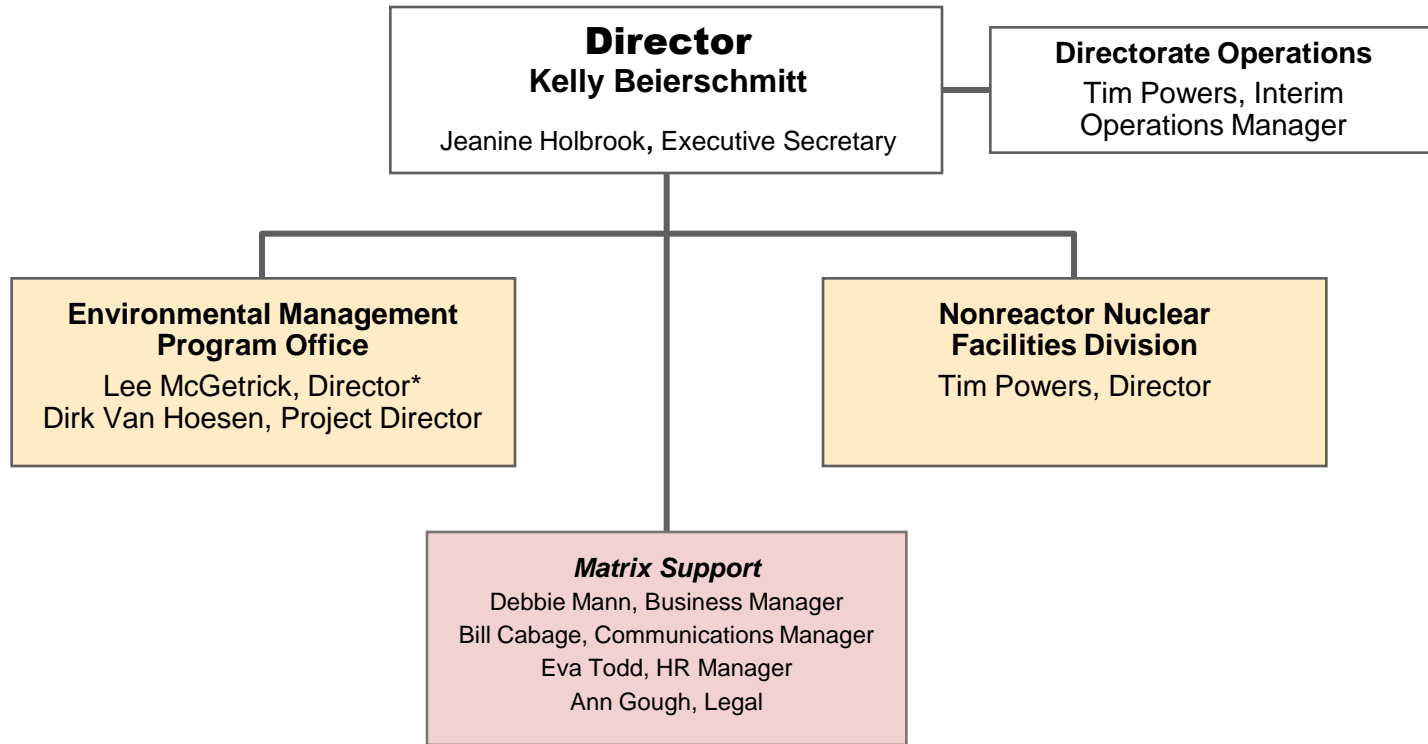 Director
Kelly Beierschmitt
Jeanine Holbrook, Executive Secretary
Directorate Operations
Tim Powers, Interim
Operations Manager
Environmental Management
Program Office
Lee McGetrick, Director*
Dirk Van Hoesen, Project Director
Nonreactor Nuclear
Facilities Division
Tim Powers, Director
Matrix Support
Debbie Mann, Business Manager
Bill Cabage, Communications Manager
Eva Todd, HR Manager
Ann Gough, Legal